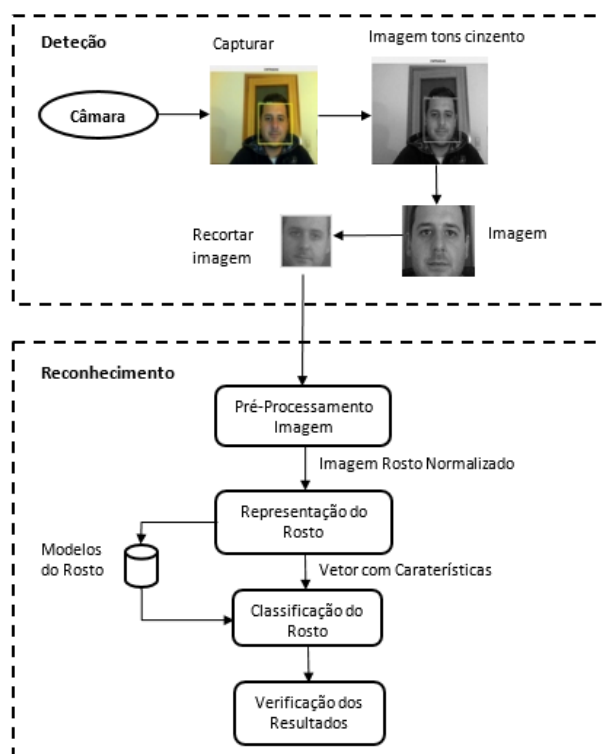 Deteção
Capturar
Imagem tons cinzento
Câmara
Recortar
imagem
Imagem
Reconhecimento
Pré-Processamento
Imagem
Imagem Rosto Normalizado
Representação do
Rosto
Modelos
do Rosto
Vetor com Caraterísticas
Classificação do
Rosto
Verificação dos
Resultados